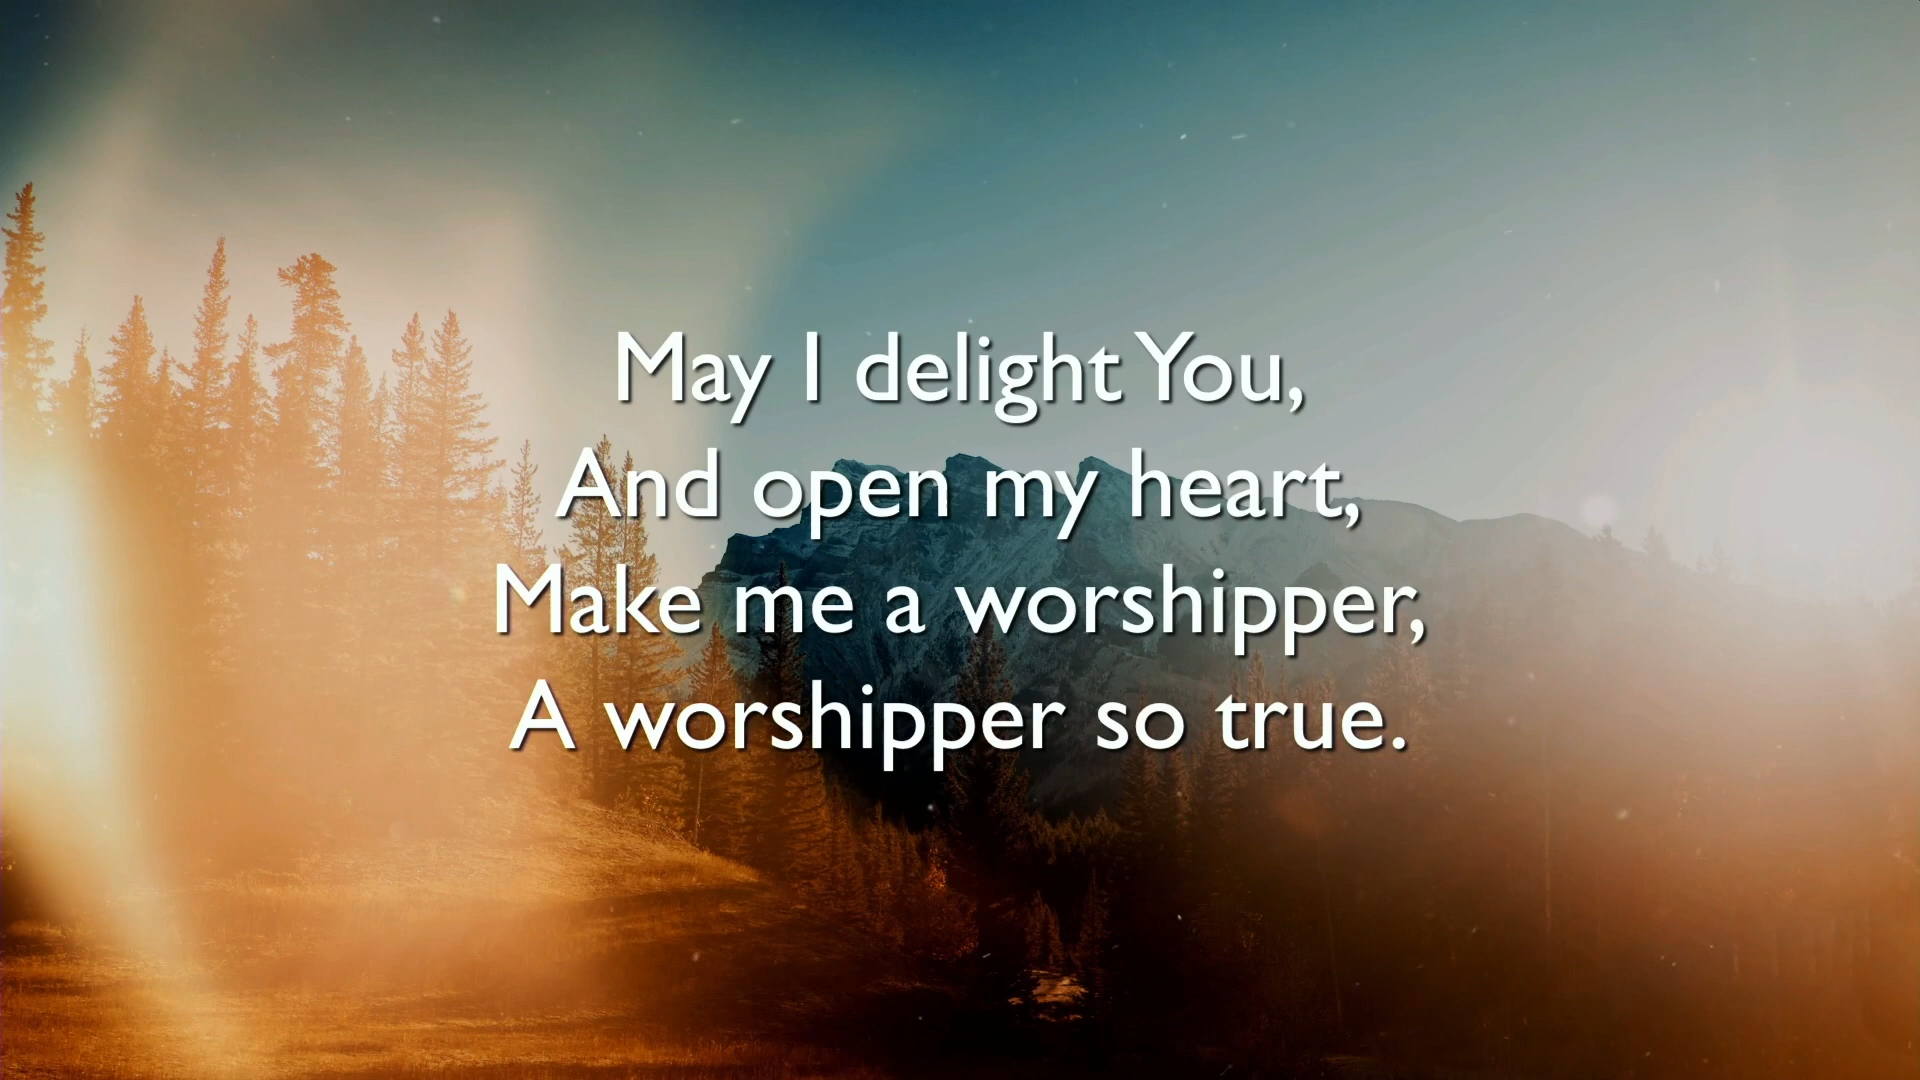 May I delight You,
And open my heart,
Make me a worshipper,
A worshipper so true.